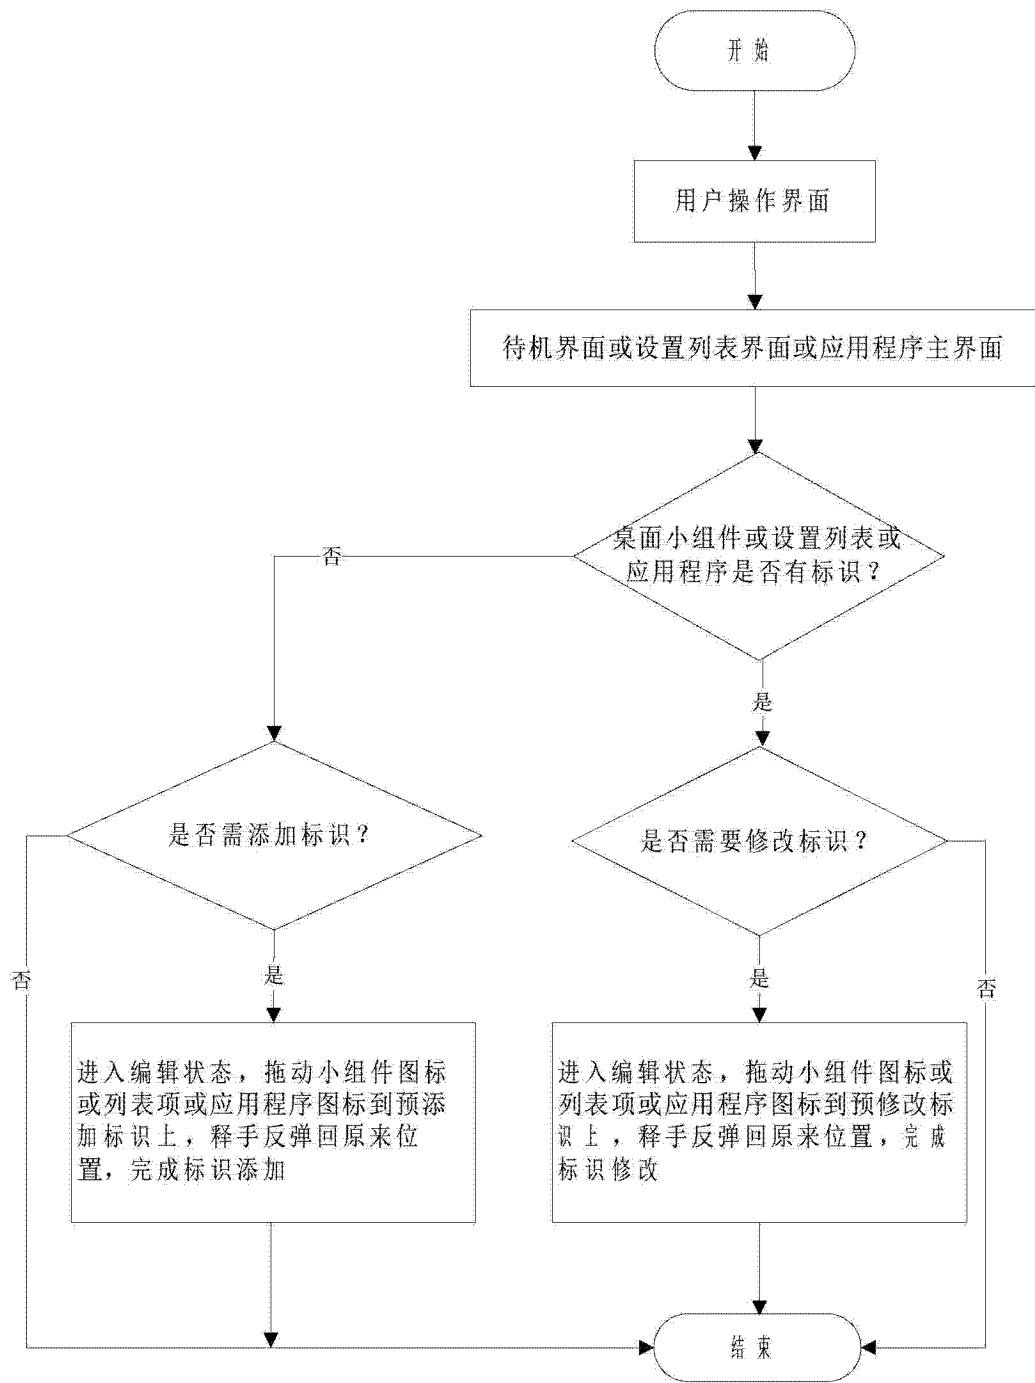 开始
用户操作界面
待机界面或设置列表界面或应用程序主界面
桌面小组件或设置列表或
应用程序是否有标识？
否
是
是否需添加标识？
是否需要修改标识？
否
是
是
否
进入编辑状态，拖动小组件图标
或列表项或应用程序图标到预添
加标识上，释手反弹回原来位
置，完成标识添加
进入编辑状态，拖动小组件图标或
列表项或应用程序图标到预修改标
识上，释手反弹回原来位置，完成
标识修改
结束